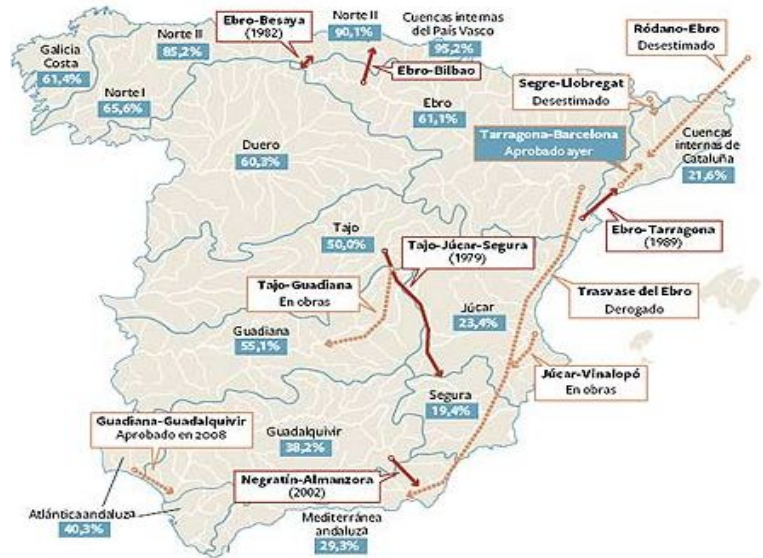 Ebro-Besaya
(1982)
Norte II
90,1%
Cuencas internas
del País Vasco
95,2%
Ródano-Ebro
Desestimado
Norte II
85,2%
Galicia
Costa
61,4%
Ebro-Bilbao
Segre-Llobregat
Desestimado
Norte I
65,6%
Ebro
61,1%
Tarragona-Barcelona
Aprobado ayer
Cuencas
internas de
Cataluña
21,6%
Duero
60,3%
Ebro-Tarragona
(1989)
Tajo
50,0%
Tajo-Júcar-Segura
(1979)
Tajo-Guadiana
En obras
Trasvase del Ebro
Derogado
Júcar
23,4%
Guadiana
55,1%
Júcar-Vinalopó
En obras
Segura
19,4%
Guadiana-Guadalquivir
Aprobado en 2008
Guadalquivir
38,2%
Negratín-Almanzora
(2002)
Atlántica andaluza
40,3%
Mediterránea
andaluza
29,3%